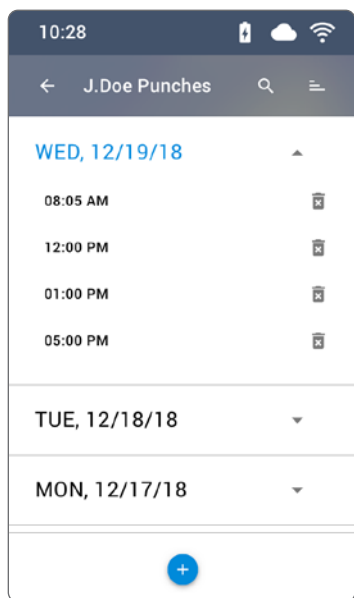 10:28
J.Doe Punches
WED, 12/19/18
08:05 AM
12:00 PM
01:00 PM
05:00 PM
TUE, 12/18/18
MON, 12/17/18